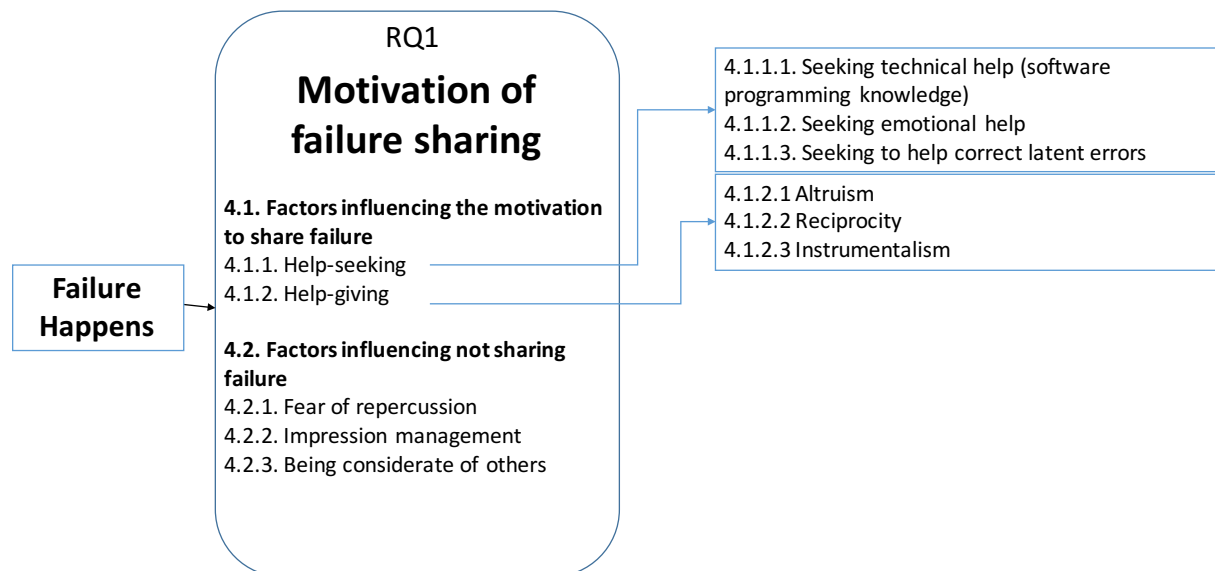 Failure
Happens
RQ1
Motivation of
failure sharing
4.1. Factors influencing the motivation
to share failure
4.1.1. Help-seeking
4.1.2. Help-giving
4.2. Factors influencing not sharing
failure
4.2.1. Fear of repercussion
4.2.2. Impression management
4.2.3. Being considerate of others
4.1.1.1. Seeking technical help (software
programming knowledge)
4.1.1.2. Seeking emotional help
4.1.1.3. Seeking to help correct latent errors
4.1.2.1 Altruism
4.1.2.2 Reciprocity
4.1.2.3 Instrumentalism